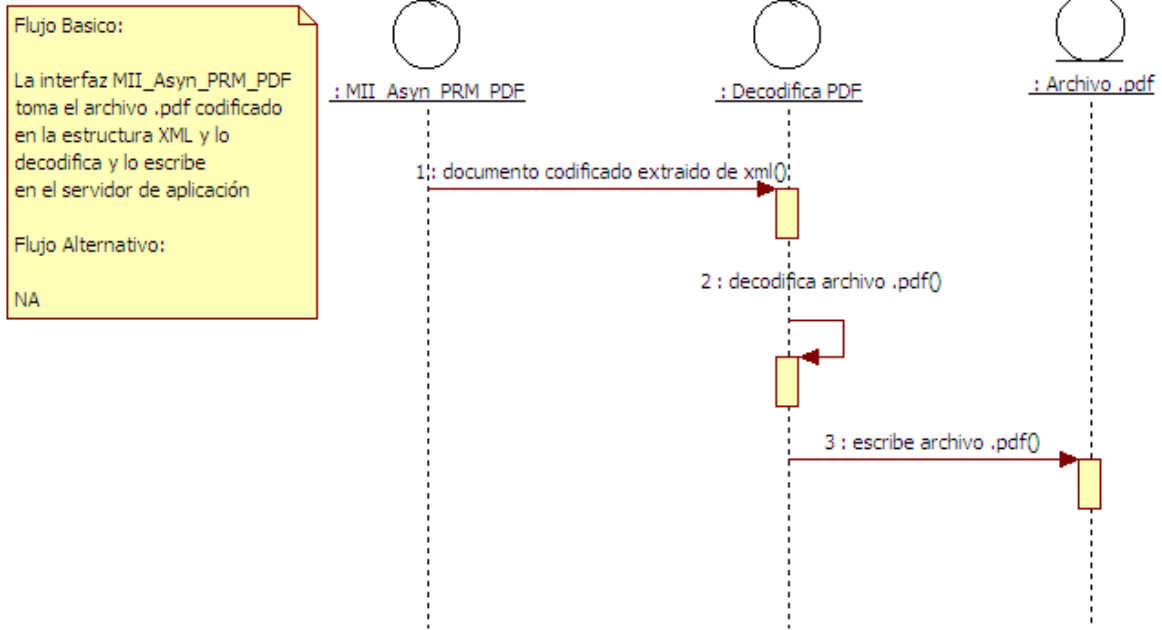 Flujo Basico:
La interfaz MII_Asyn_PRM_PDF
toma el archivo .pdf codificado
en la estructura XML y lo
decodifica y lo escribe
en el servidor de aplicación
Flujo Alternativo:
NA
: MII_Asyn_PRM_PDF
: Decodifica PDF
: Archivo .pdf
1 : documento codificado extraido de xml()
2 : decodifica archivo .pdf()
3 : escribe archivo .pdf()